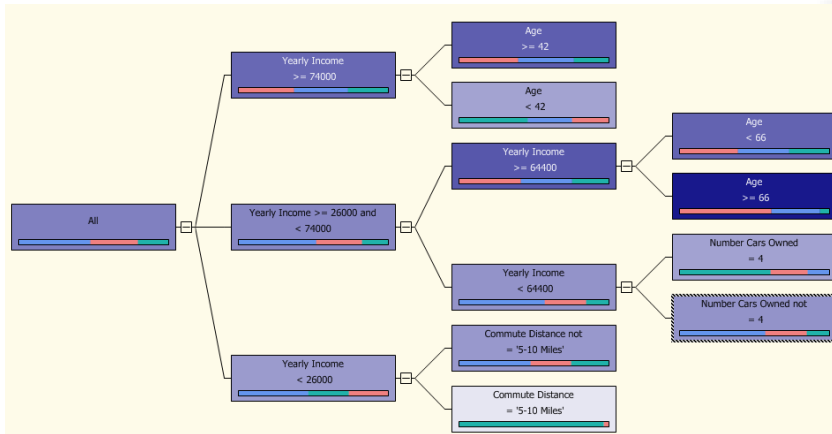 All
Yearly Income
>= 74000
Age
>= 42
Age
< 42
Yearly Income >= 26000 and
< 74000
Yearly Income
>= 64400
Age
< 66
Age
>= 66
Yearly Income
< 64400
Number Cars Owned
= 4
Number Cars Owned not
= 4
Yearly Income
< 26000
Commute Distance not
= '5-10 Miles'
Commute Distance
= '5-10 Miles'